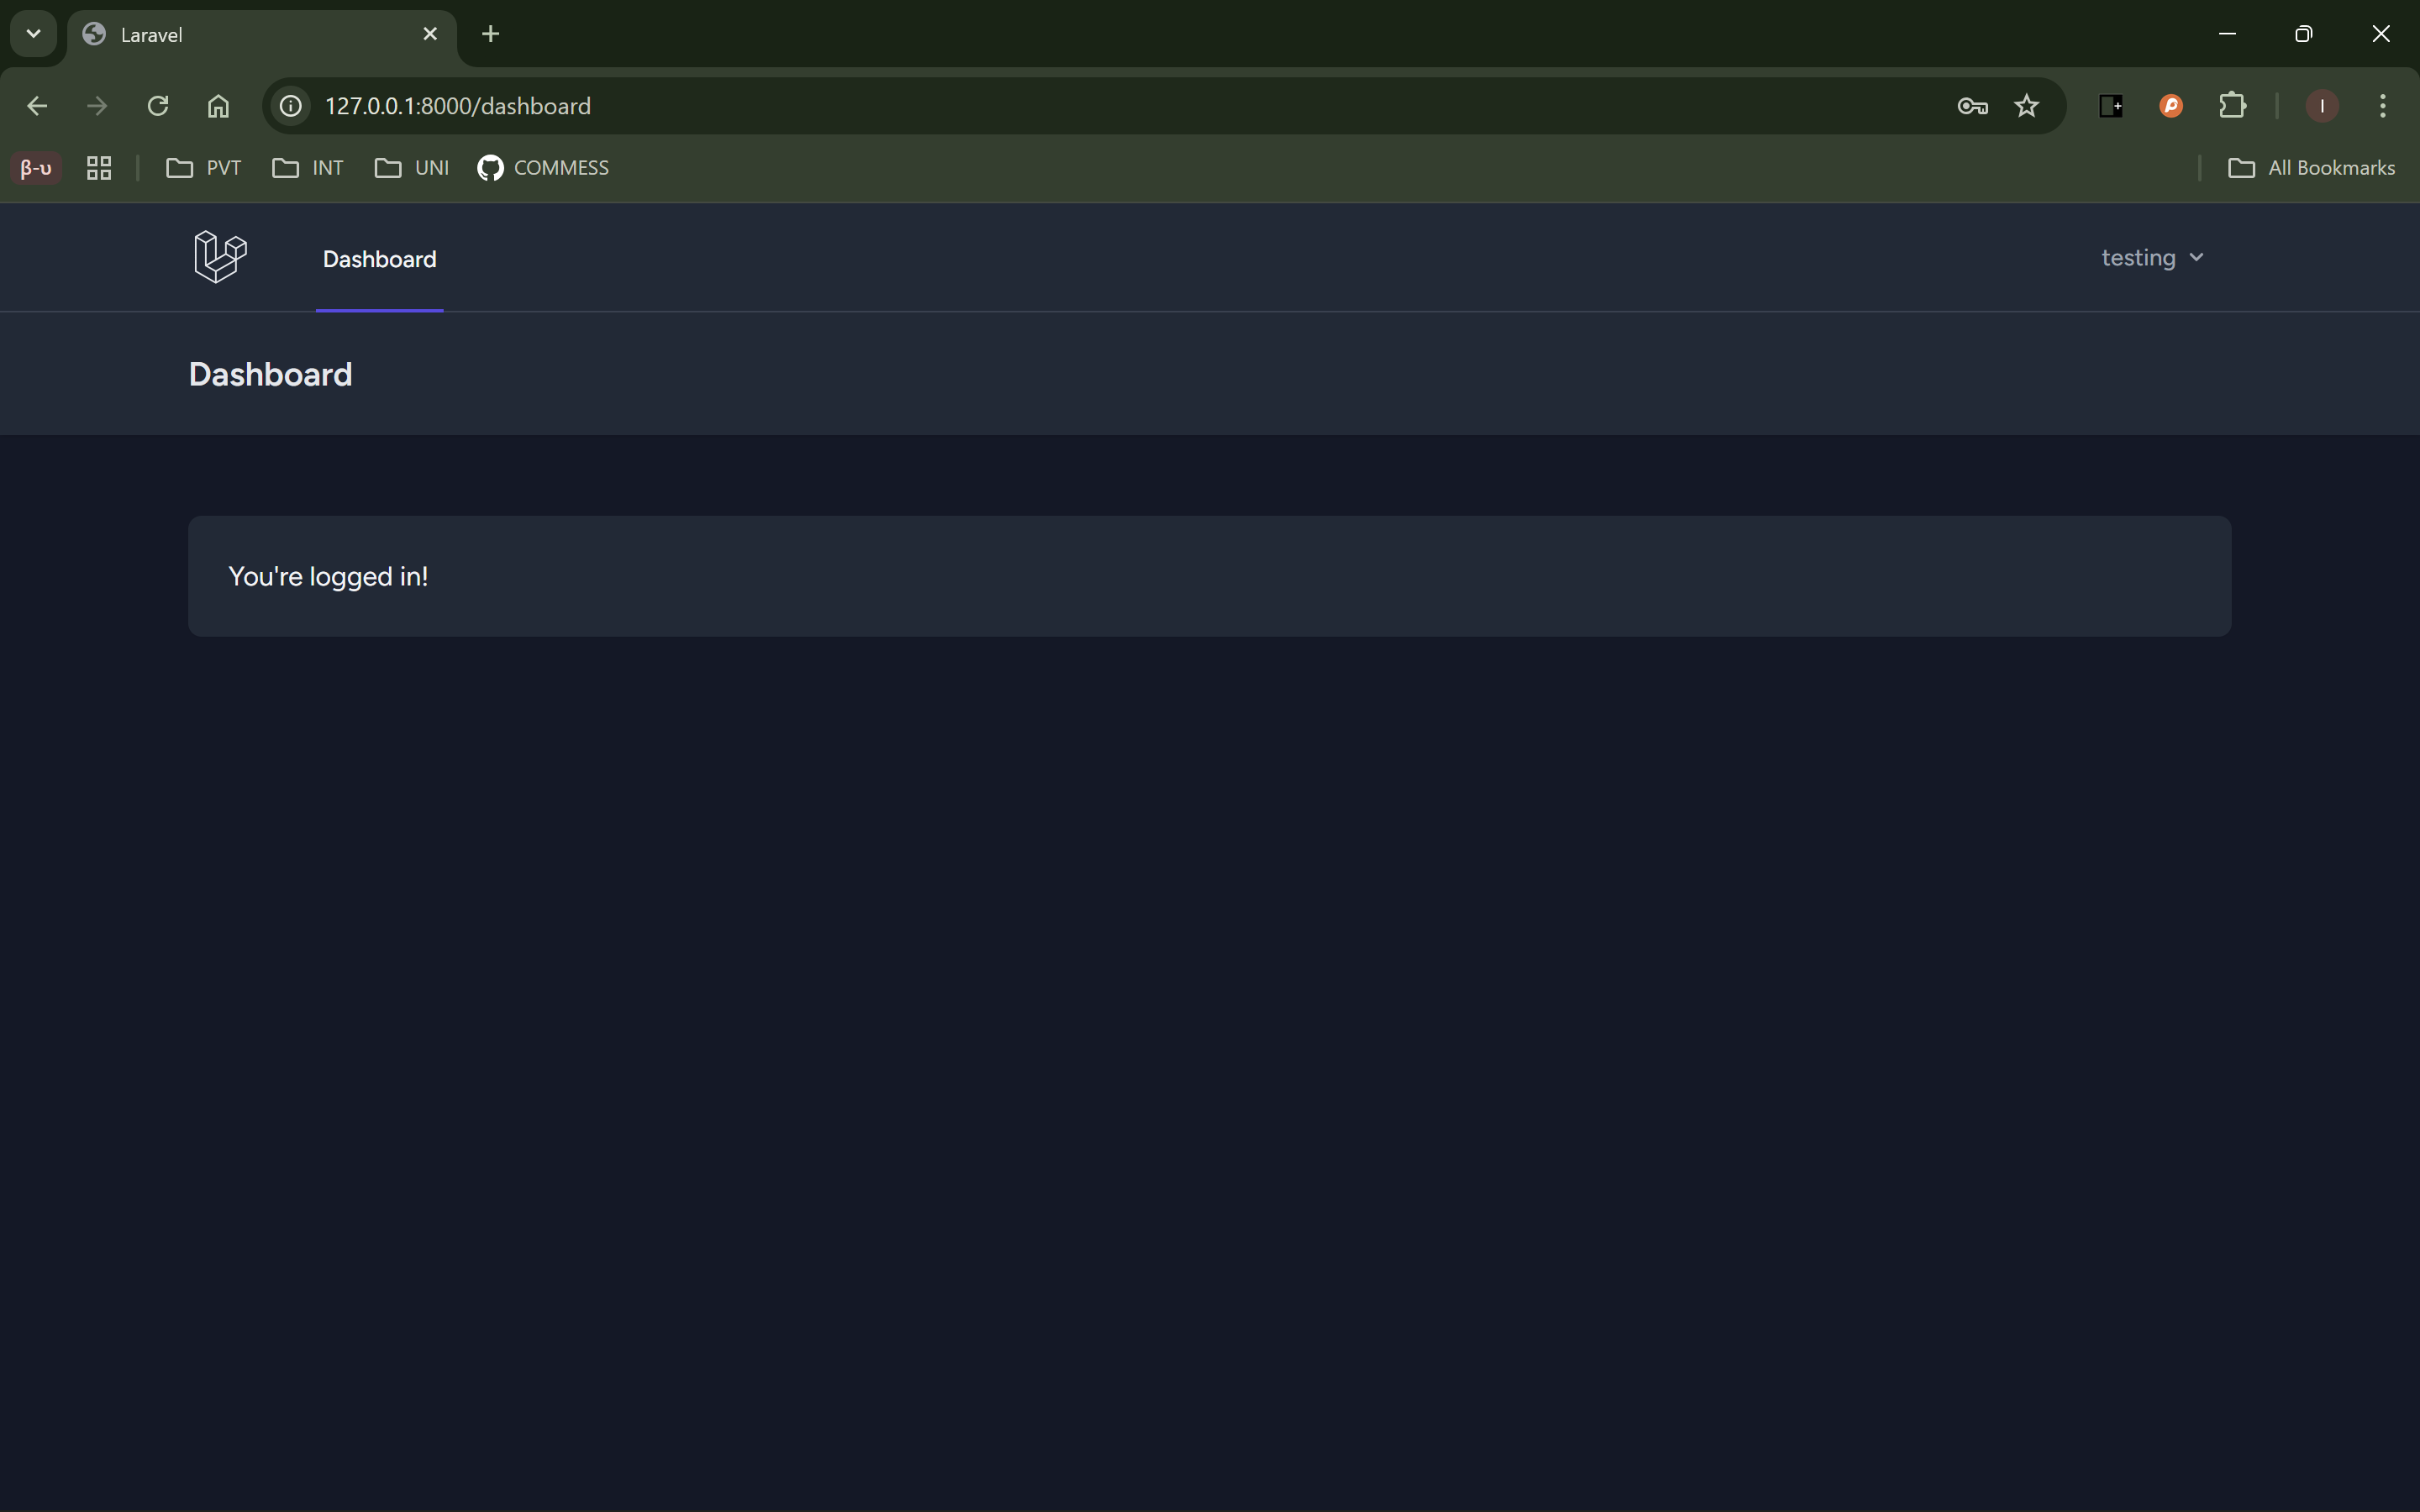 Laravel
127.0.0.1:8000/dashboard
β-υ PVT INT UNI COMMESS All Bookmarks
I
Dashboard testing
Dashboard
You're logged in!